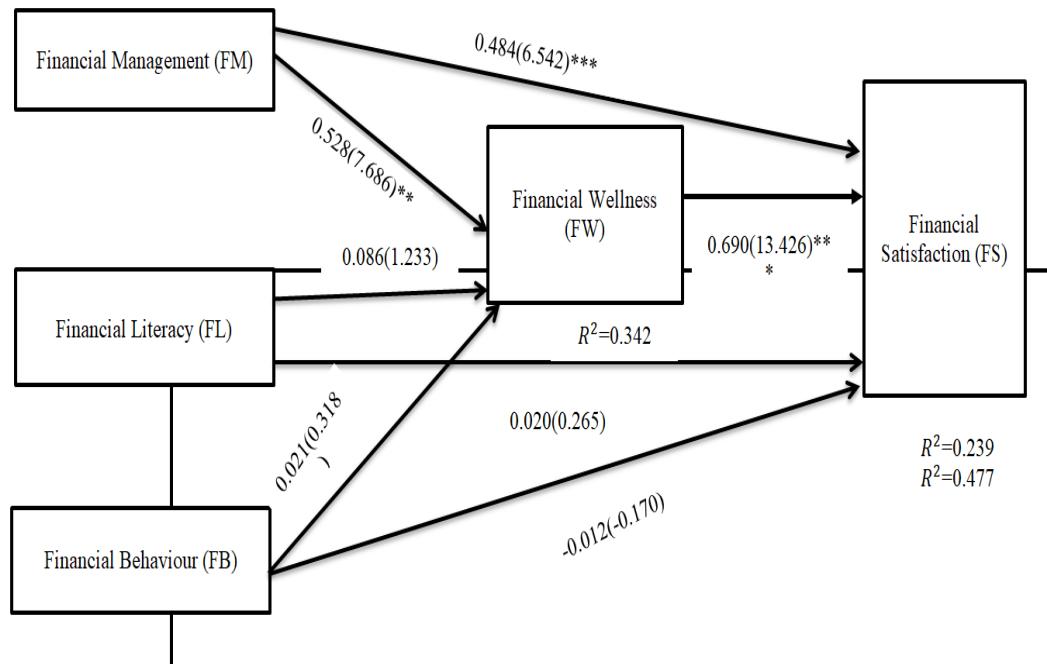 Financial Management (FM)
0.484(6.542)***
0.528(7.686)**
Financial Wellness
(FW)
Financial
Satisfaction (FS)
0.086(1.233)
0.690(13.426)**
*
Financial Literacy (FL)
R²=0.342
0.021(0.318
)
0.020(0.265)
R²=0.239
R²=0.477
-0.012(-0.170)
Financial Behaviour (FB)